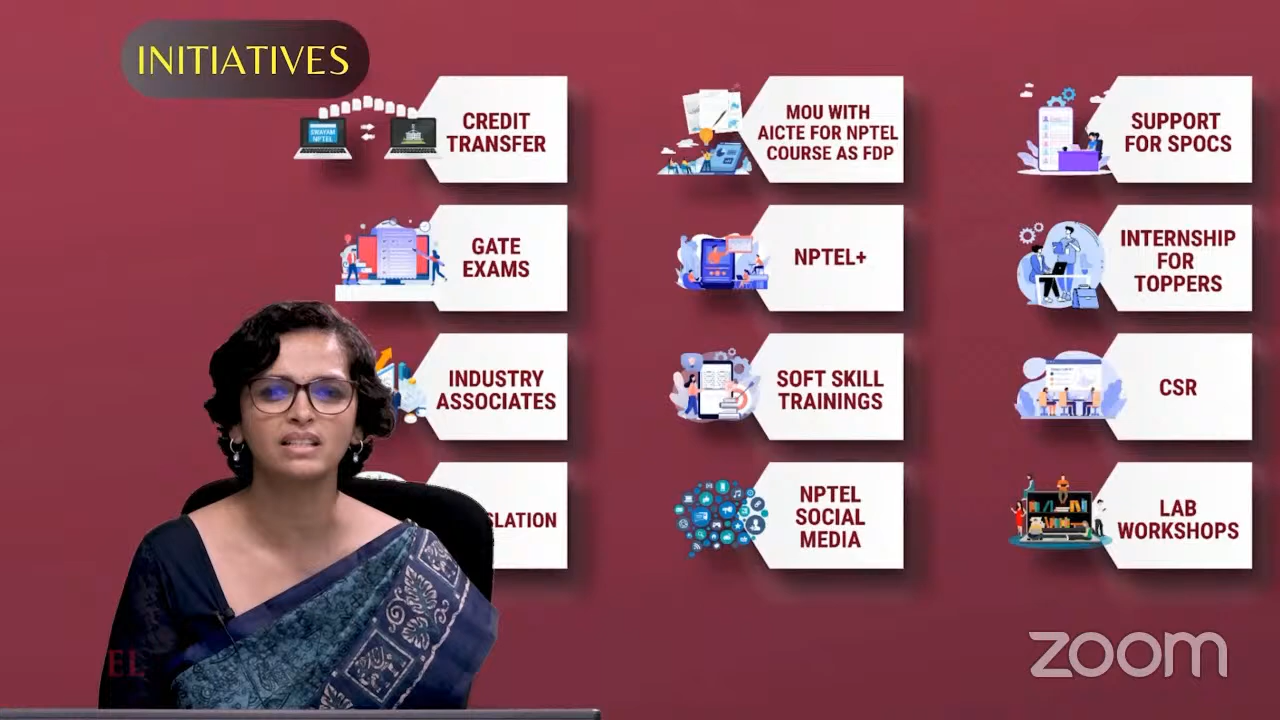 INITIATIVES
CREDIT
TRANSFER
SWAYAM
NPTEL
MOU WITH
AICTE FOR NPTEL
COURSE AS FDP
SUPPORT
FOR SPOCS
GATE
EXAMS
NPTEL+
INTERNSHIP
FOR
TOPPERS
INDUSTRY
ASSOCIATES
SOFT SKILL
TRAININGS
CSR
SLATION
NPTEL
SOCIAL
MEDIA
LAB
WORKSHOPS
EL
zoom